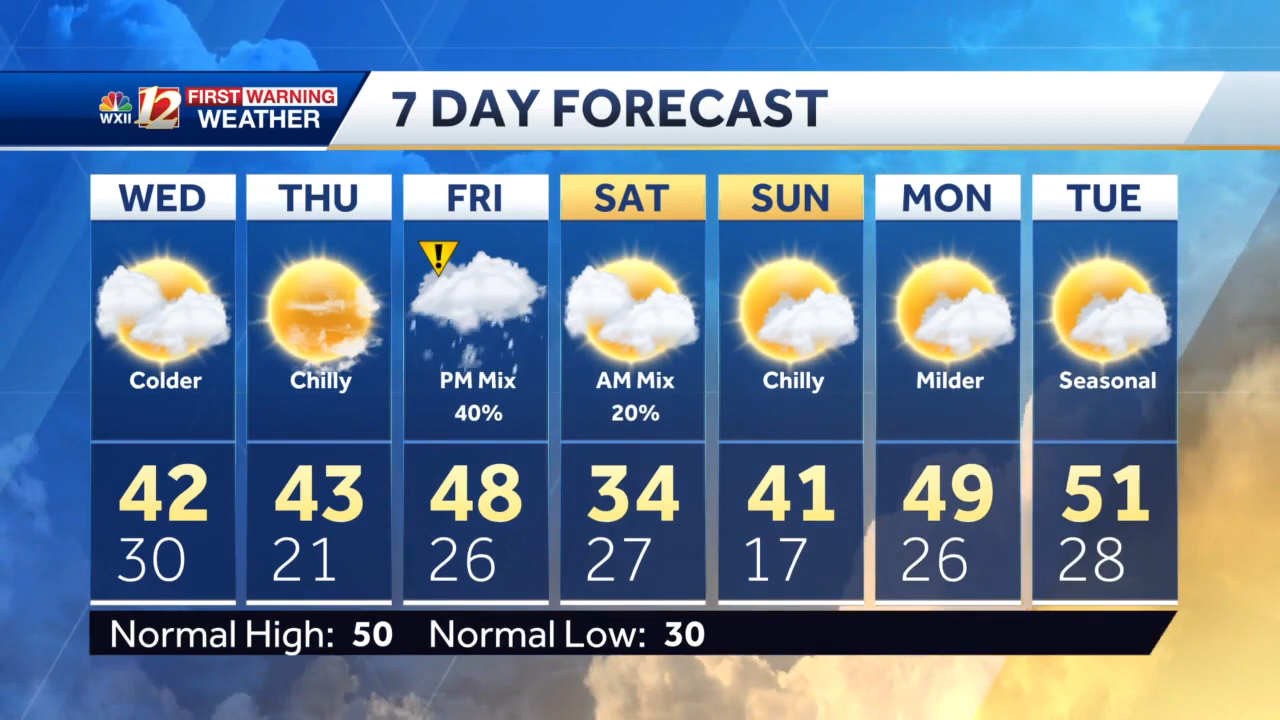 WXII 12 FIRST WARNING
WEATHER
7 DAY FORECAST
WED THU FRI SAT SUN MON TUE
!
Colder Chilly PM Mix AM Mix Chilly Milder Seasonal
40% 20%
42 43 48 34 41 49 51
30 21 26 27 17 26 28
Normal High: 50 Normal Low: 30